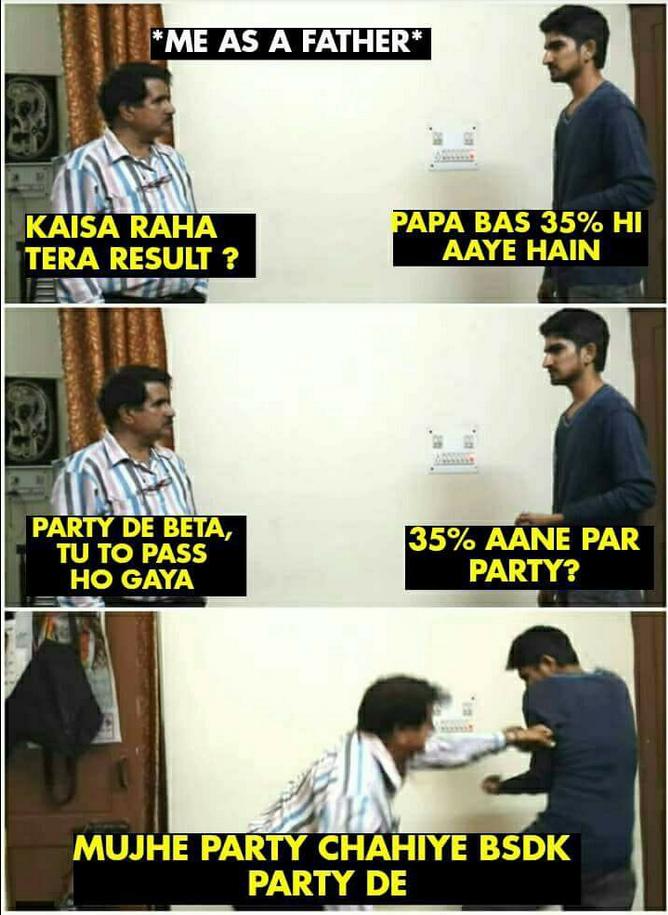 *ME AS A FATHER*
KAISA RAHA
TERA RESULT ?
PAPA BAS 35% HI
AAYE HAIN
PARTY DE BETA,
TU TO PASS
HO GAYA
35% AANE PAR
PARTY?
MUJHE PARTY CHAHIYE BSDK
PARTY DE